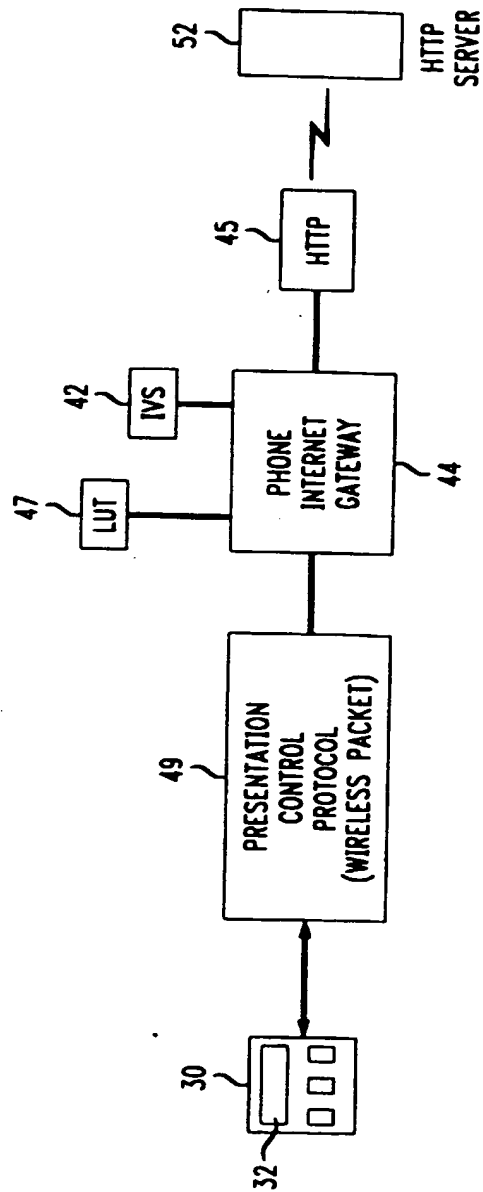 30
32
49
PRESENTATION
CONTROL
PROTOCOL
(WIRELESS PACKET)
47
LUT
42
IVS
PHONE
INTERNET
GATEWAY
44
45
HTTP
52
HTTP
SERVER